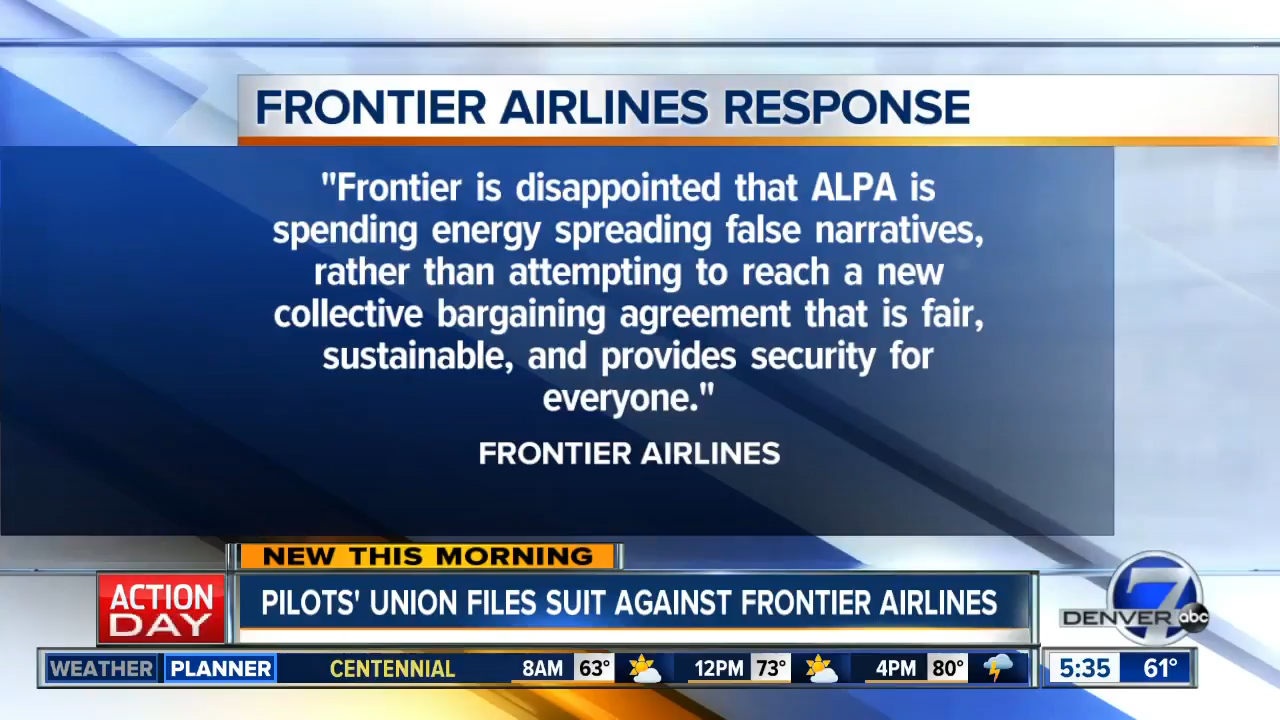 FRONTIER AIRLINES RESPONSE
"Frontier is disappointed that ALPA is
spending energy spreading false narratives,
rather than attempting to reach a new
collective bargaining agreement that is fair,
sustainable, and provides security for
everyone."
FRONTIER AIRLINES
NEW THIS MORNING
ACTION
DAY
PILOTS' UNION FILES SUIT AGAINST FRONTIER AIRLINES
DENVER 7 abc
WEATHER PLANNER CENTENNIAL 8AM 63° 12PM 73° 4PM 80° 5:35 61°